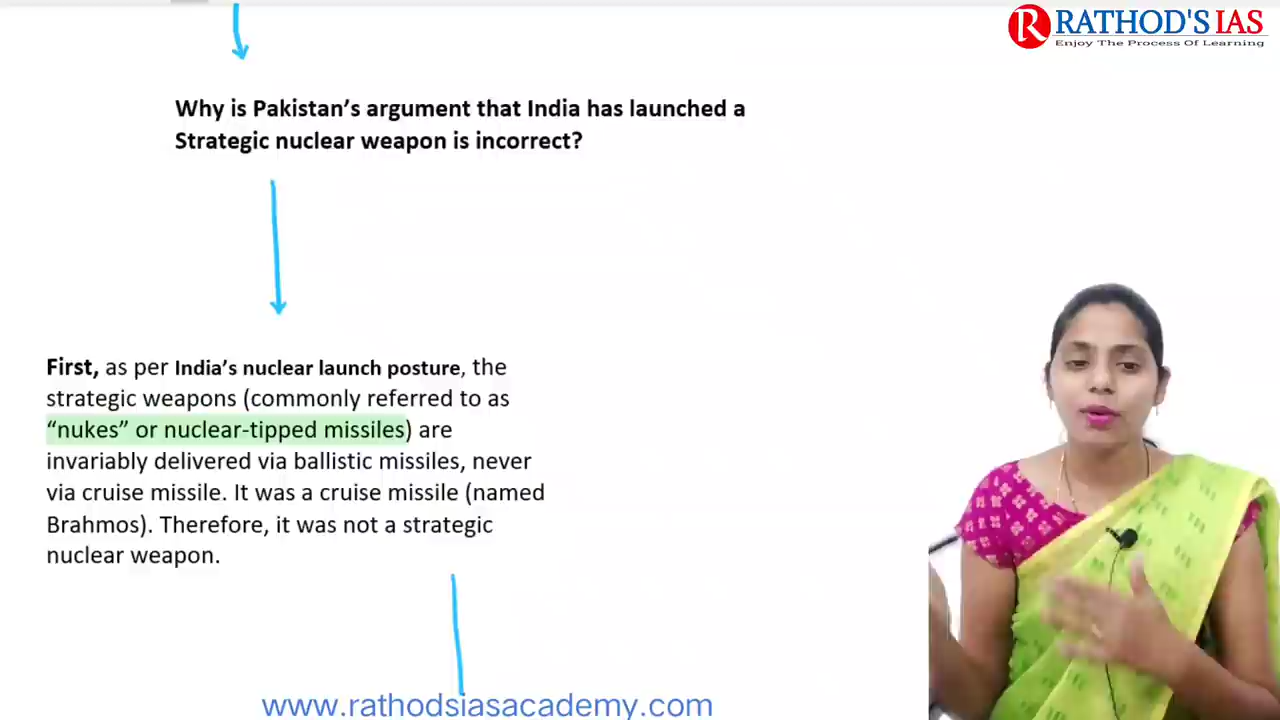 RATHOD'S IAS
Enjoy The Process Of Learning
Why is Pakistan's argument that India has launched a
Strategic nuclear weapon is incorrect?
First, as per India's nuclear launch posture, the
strategic weapons (commonly referred to as
“nukes” or nuclear-tipped missiles) are
invariably delivered via ballistic missiles, never
via cruise missile. It was a cruise missile (named
Brahmos). Therefore, it was not a strategic
nuclear weapon.
www.rathodsiasacademy.com